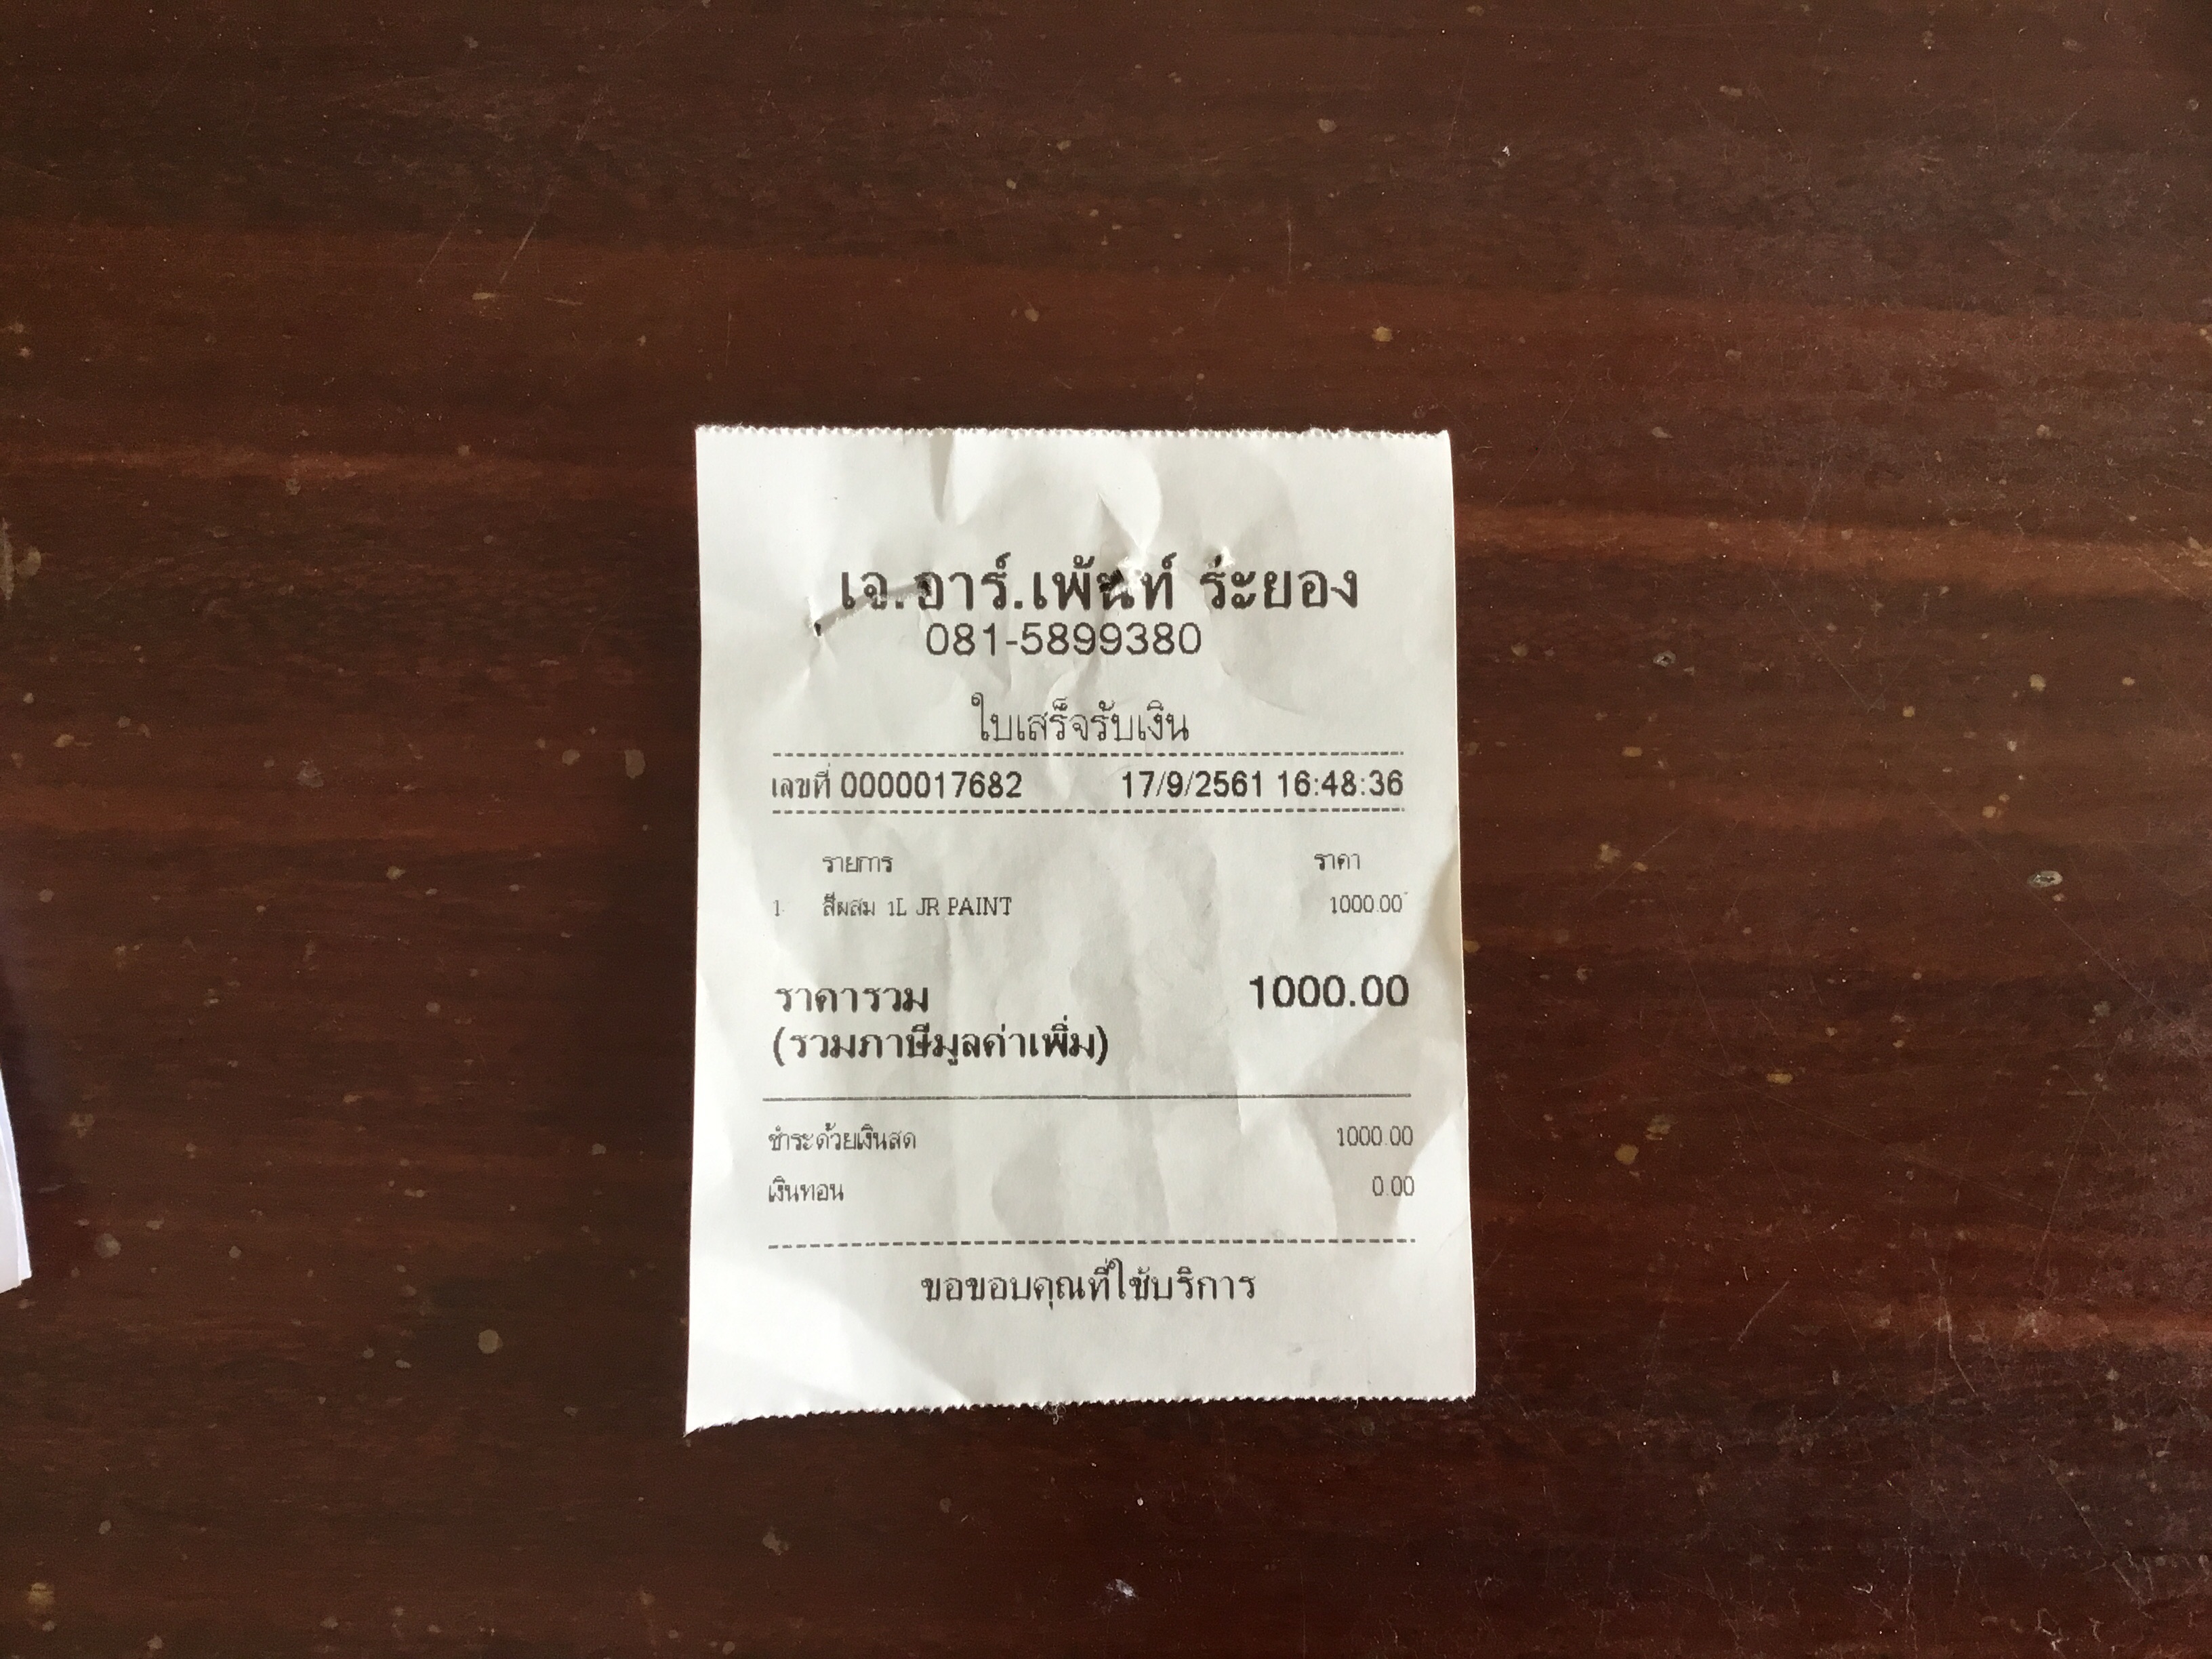 เจ.อาร์.เพ้นท์ ระยอง
081-5899380
ใบเสร็จรับเงิน
เลขที่ 0000017682 17/9/2561 16:48:36
รายการ ราคา
1 สีผสม 1L JR PAINT 1000.00
ราคารวม 1000.00
(รวมภาษีมูลค่าเพิ่ม)
ชำระด้วยเงินสด 1000.00
เงินทอน 0.00
ขอขอบคุณที่ใช้บริการ